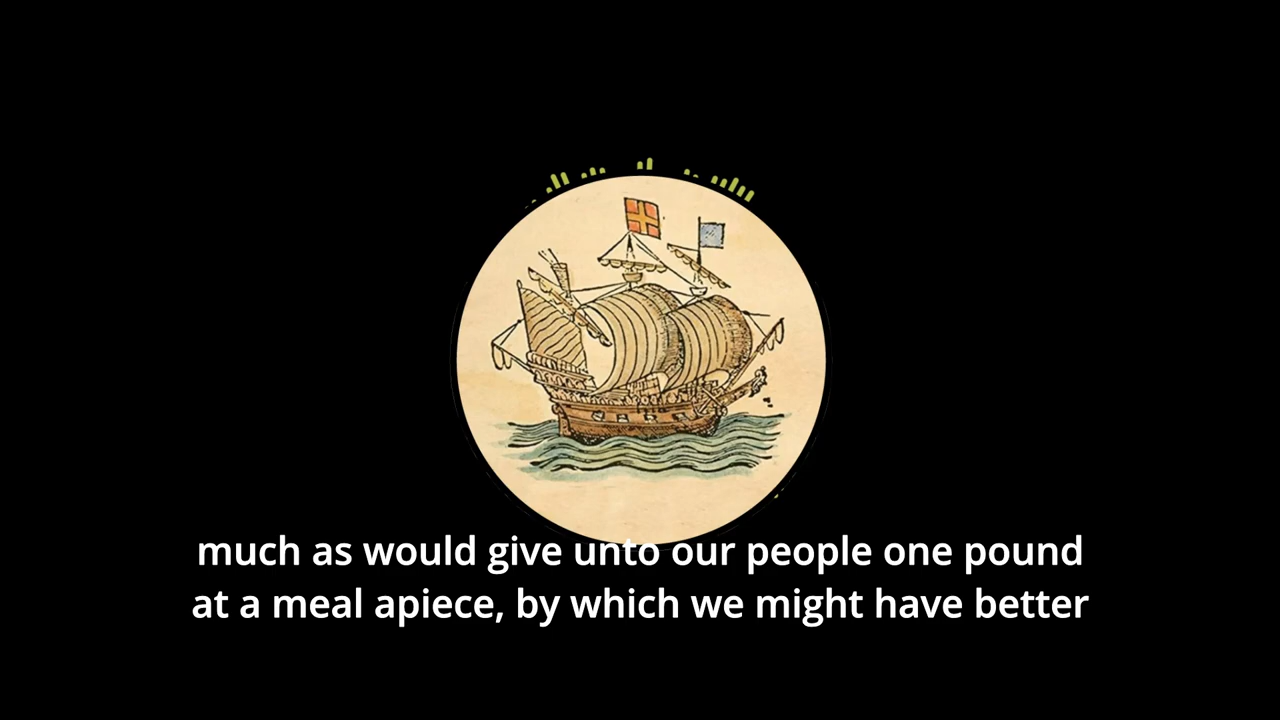 much as would give unto our people one pound
at a meal apiece, by which we might have better